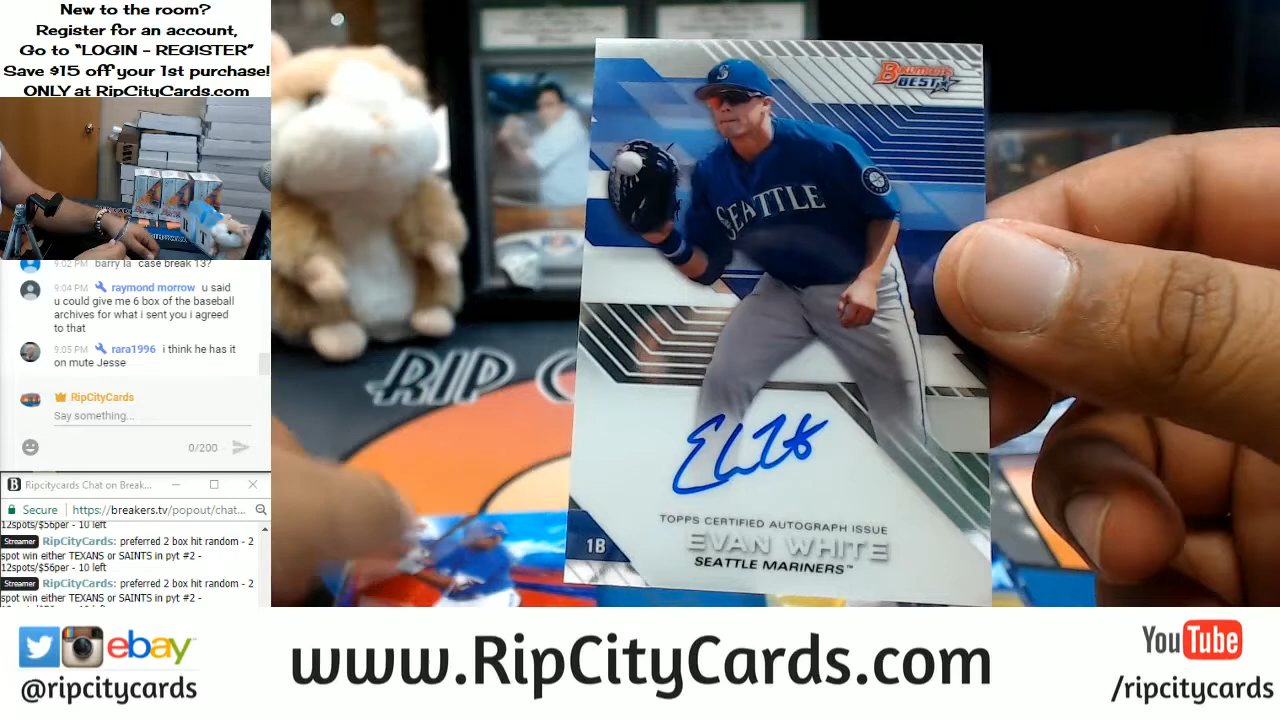 New to the room?
Register for an account,
Go to “LOGIN - REGISTER”
Save $15 off your 1st purchase!
ONLY at RipCityCards.com
9:02 PM barry la case break 13?
9:04 PM raymond morrow u said
u could give me 6 box of the baseball
archives for what i sent you i agreed
to that
9:05 PM rara1996 i think he has it
on mute Jesse
RipCityCards
Say something...
0/200
B Ripcitycards Chat on Break...
Secure https://breakers.tv/popout/chat...
12spots/$56per - 10 left
Streamer RipCityCards: preferred 2 box hit random - 2
spot win either TEXANS or SAINTS in pyt #2 -
12spots/$56per - 10 left
Streamer RipCityCards: preferred 2 box hit random - 2
spot win either TEXANS or SAINTS in pyt #2 -
RIP C
BOWMAN'S
BEST
S
SEATTLE
TOPPS CERTIFIED AUTOGRAPH ISSUE
1B
EVAN WHITE
SEATTLE MARINERS™
ebay
@ripcitycards
www.RipCityCards.com
YouTube
/ripcitycards